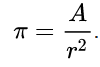 π = A / r².